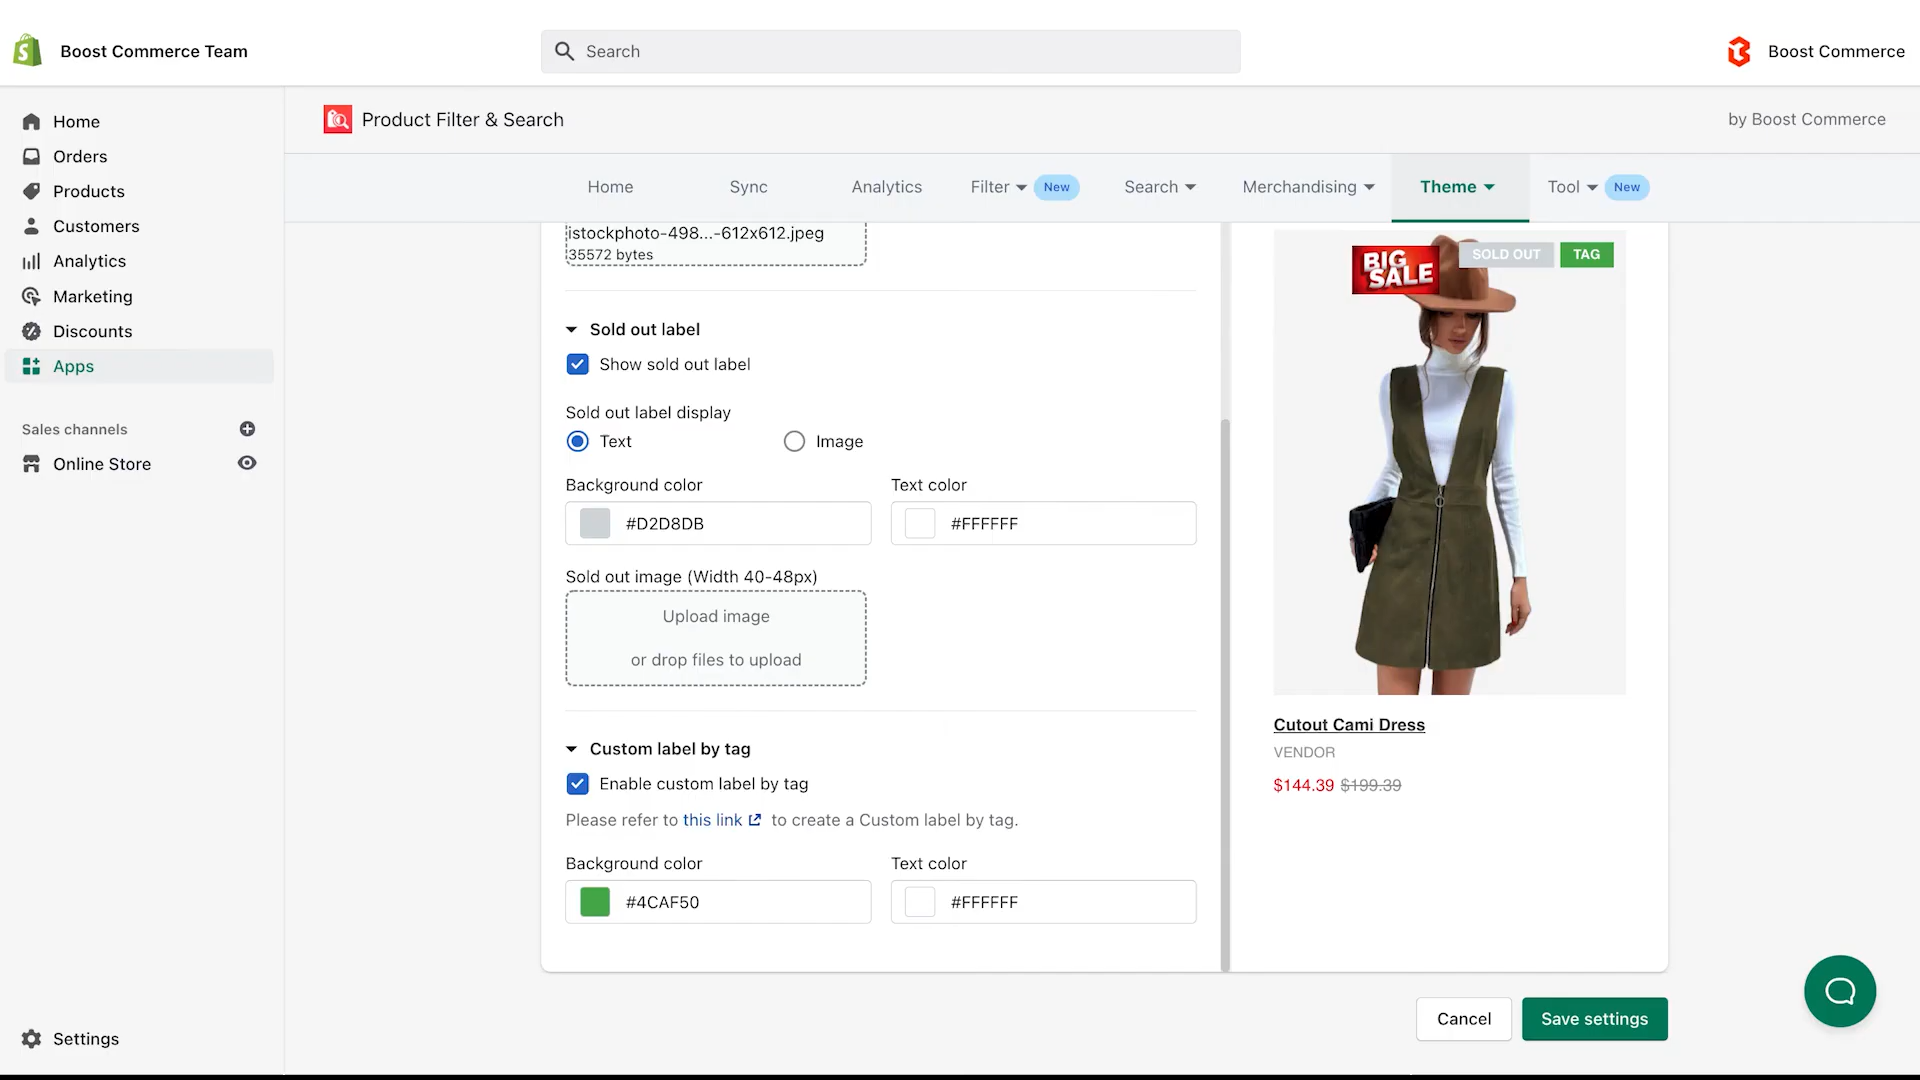 Boost Commerce Team
Search
Boost Commerce
Home
Orders
Products
Customers
Analytics
Marketing
Discounts
Apps
Sales channels
Online Store
Settings
Product Filter & Search
by Boost Commerce
Home Sync Analytics Filter New Search Merchandising Theme Tool New
istockphoto-498...-612x612.jpeg
35572 bytes
Sold out label
Show sold out label
Sold out label display
Text Image
Background color Text color
#D2D8DB #FFFFFF
Sold out image (Width 40-48px)
Upload image
or drop files to upload
Custom label by tag
Enable custom label by tag
Please refer to this link to create a Custom label by tag.
Background color Text color
#4CAF50 #FFFFFF
BIG
SALE
SOLD OUT
TAG
Cutout Cami Dress
VENDOR
$144.39 $199.39
Cancel
Save settings